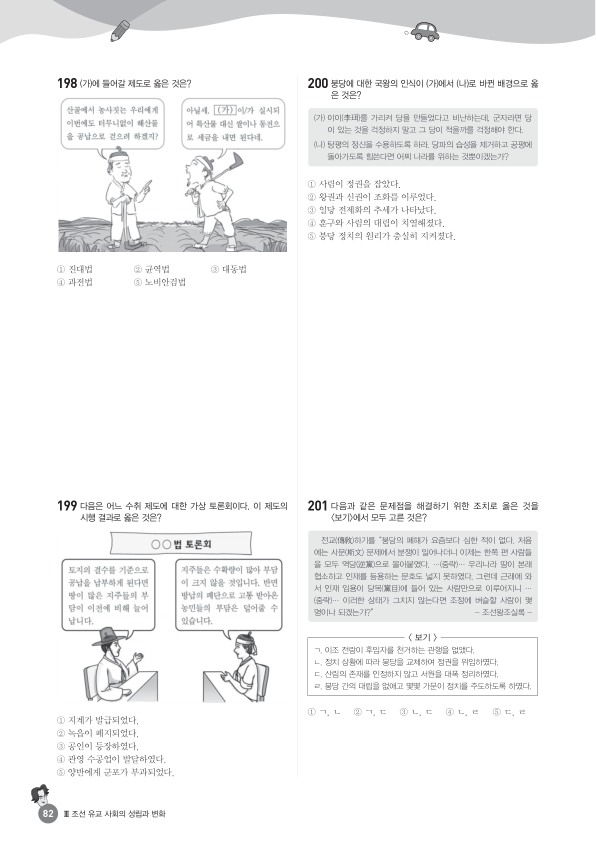 198 (가)에 들어갈 제도로 옳은 것은?
산골에서 농사짓는 우리에게
이번에도 터무니없이 해산물
을 공납으로 걷으려 하겠지?
아닐세. (가)이/가 실시되
어 특산물 대신 쌀이나 동전으
로 세금을 내면 된다네.
① 진대법 ② 균역법 ③ 대동법
④ 과전법 ⑤ 노비안검법
199 다음은 어느 수취 제도에 대한 가상 토론회이다. 이 제도의
시행 결과로 옳은 것은?
○○법 토론회
토지의 결수를 기준으로
공납을 납부하게 된다면
땅이 많은 지주들의 부
담이 이전에 비해 늘어
납니다.
지주들은 수확량이 많아 부담
이 크지 않을 것입니다. 반면
방납의 폐단으로 고통 받아온
농민들의 부담은 덜어줄 수
있습니다.
① 지계가 발급되었다.
② 녹읍이 폐지되었다.
③ 공인이 등장하였다.
④ 관영 수공업이 발달하였다.
⑤ 양반에게 군포가 부과되었다.
200 붕당에 대한 국왕의 인식이 (가)에서 (나)로 바뀐 배경으로 옳
은 것은?
(가) 이이(李珥)를 가리켜 당을 만들었다고 비난하는데, 군자라면 당
이 있는 것을 걱정하지 말고 그 당이 적을까를 걱정해야 한다.
(나) 탕평의 정신을 수용하도록 하라. 당파의 습성을 제거하고 공평에
돌아가도록 힘쓴다면 어찌 나라를 위하는 것뿐이겠는가?
① 사림이 정권을 잡았다.
② 왕권과 신권이 조화를 이루었다.
③ 일당 전제화의 추세가 나타났다.
④ 훈구와 사림의 대립이 치열해졌다.
⑤ 붕당 정치의 원리가 충실히 지켜졌다.
201 다음과 같은 문제점을 해결하기 위한 조치로 옳은 것을
〈보기〉에서 모두 고른 것은?
전교(傳敎)하기를 "붕당의 폐해가 요즘보다 심한 적이 없다. 처음
에는 사문(斯文) 문제에서 분쟁이 일어나더니 이제는 한쪽 편 사람들
을 모두 역당(逆黨)으로 몰아붙였다. …(중략)… 우리나라 땅이 본래
협소하고 인재를 등용하는 문호도 넓지 못하였다. 그런데 근래에 와
서 인재 임용이 당목(黨目)에 들어 있는 사람만으로 이루어지니 …
(중략)… 이러한 상태가 그치지 않는다면 조정에 벼슬할 사람이 몇
명이나 되겠는가?" – 조선왕조실록 –
〈 보기 〉
ㄱ. 이조 전랑이 후임자를 천거하는 관행을 없앴다.
ㄴ. 정치 상황에 따라 붕당을 교체하여 정권을 위임하였다.
ㄷ. 산림의 존재를 인정하지 않고 서원을 대폭 정리하였다.
ㄹ. 붕당 간의 대립을 없애고 몇몇 가문이 정치를 주도하도록 하였다.
① ㄱ, ㄴ ② ㄱ, ㄷ ③ ㄴ, ㄷ ④ ㄴ, ㄹ ⑤ ㄷ, ㄹ
82 Ⅲ 조선 유교 사회의 성립과 변화